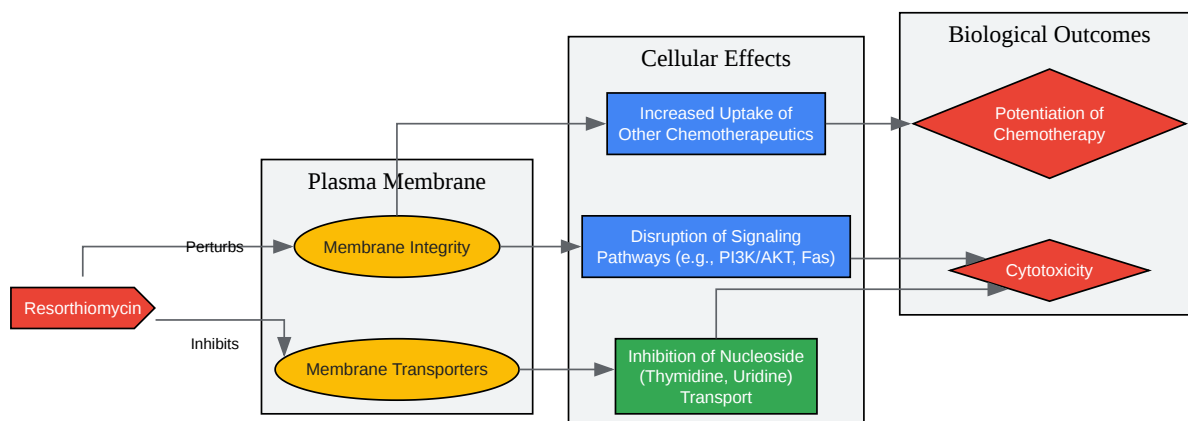 Biological Outcomes
Cellular Effects
Increased Uptake of
Other Chemotherapeutics
Potentiation of
Chemotherapy
Plasma Membrane
Perturbs
Membrane Integrity
Disruption of Signaling
Pathways (e.g., PI3K/AKT, Fas)
Cytotoxicity
Resorthiomycin
Inhibits
Membrane Transporters
Inhibition of Nucleoside
(Thymidine, Uridine)
Transport